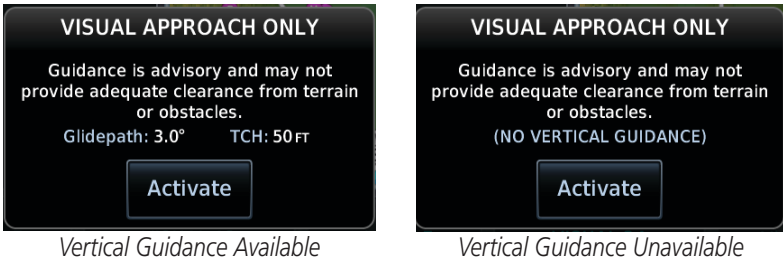 VISUAL APPROACH ONLY
Guidance is advisory and may not
provide adequate clearance from terrain
or obstacles.
Glidepath: 3.0° TCH: 50 FT
Activate
Vertical Guidance Available
VISUAL APPROACH ONLY
Guidance is advisory and may not
provide adequate clearance from terrain
or obstacles.
(NO VERTICAL GUIDANCE)
Activate
Vertical Guidance Unavailable